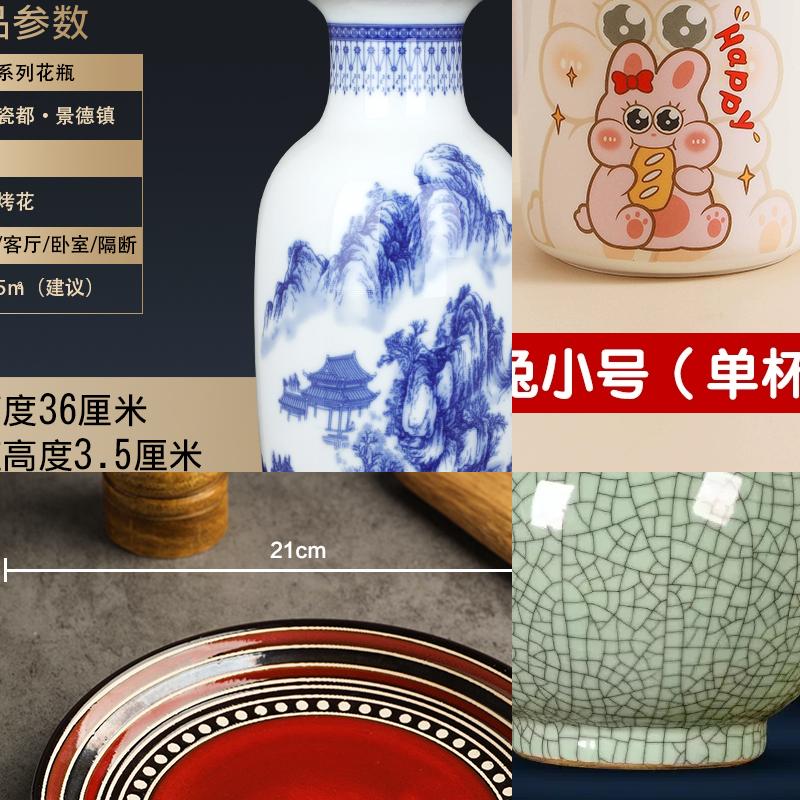 品参数
系列花瓶
瓷都·景德镇
烤花
/客厅/卧室/隔断
5㎡（建议）
度36厘米
高度3.5厘米
Happy
兔小号（单杯
21cm